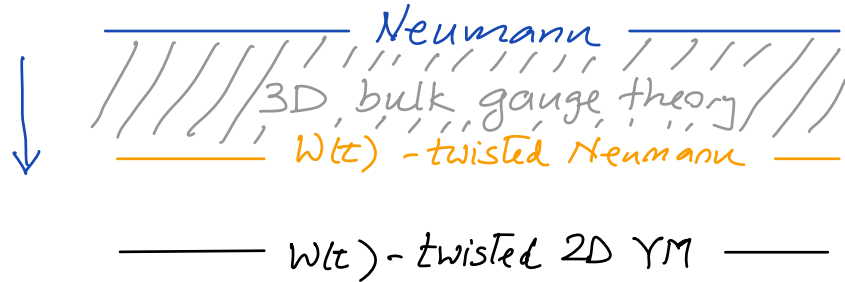 Neumann
3D bulk gauge theory
W(t) - twisted Neumann
W(t) - twisted 2D YM